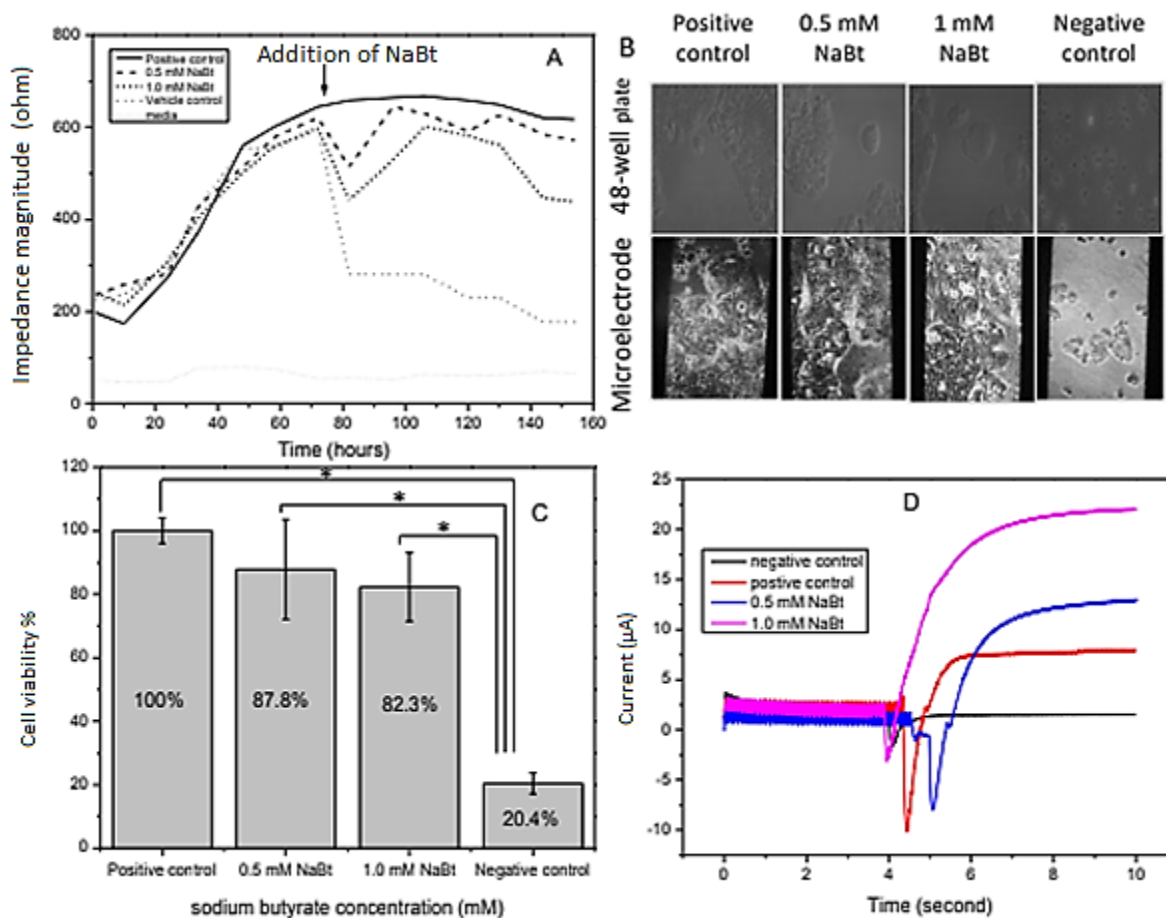 800
600
400
200
0
Impedance magnitude (ohm)
Positive control
0.5 mM NaBt
1.0 mM NaBt
Vehicle control
media
Addition of NaBt
A
0 20 40 60 80 100 120 140 160
Time (hours)
B
Positive control
0.5 mM NaBt
1 mM NaBt
Negative control
48-well plate
Microelectrode
120
100
80
60
40
20
0
Cell viability %
* 
*
*
C
100%
87.8%
82.3%
20.4%
Positive control 0.5 mM NaBt 1.0 mM NaBt Negative control
sodium butyrate concentration (mM)
25
20
15
10
5
0
-5
-10
Current (µA)
D
negative control
postive control
0.5 mM NaBt
1.0 mM NaBt
0 2 4 6 8 10
Time (second)